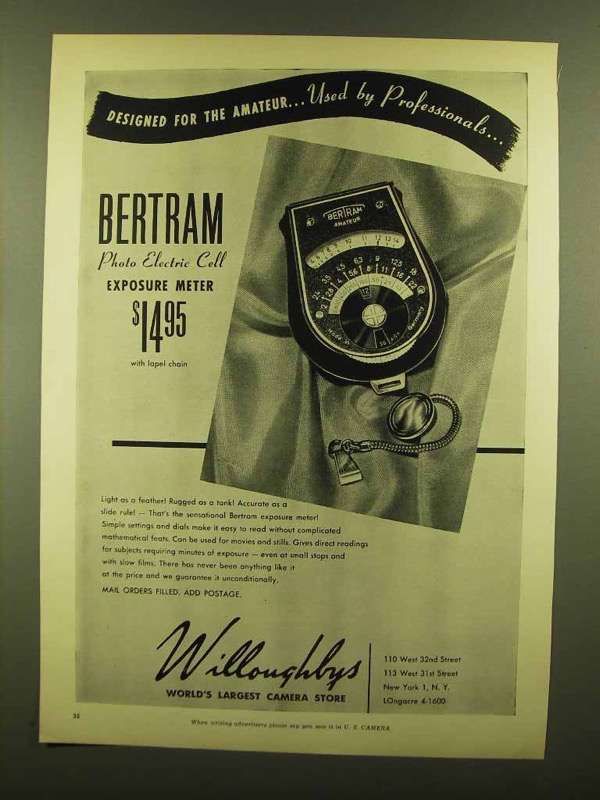 DESIGNED FOR THE AMATEUR... Used by Professionals...
BERTRAM
Photo Electric Cell
EXPOSURE METER
$14.95
with lapel chain
BERTRAM
AMATEUR
Germany
Light as a feather! Rugged as a tank! Accurate as a
slide rule! — That's the sensational Bertram exposure meter!
Simple settings and dials make it easy to read without complicated
mathematical feats. Can be used for movies and stills. Gives direct readings
for subjects requiring minutes of exposure — even at small stops and
with slow films. There has never been anything like it
at the price and we guarantee it unconditionally.
MAIL ORDERS FILLED. ADD POSTAGE.
Willoughbys
WORLD'S LARGEST CAMERA STORE
110 West 32nd Street
113 West 31st Street
New York 1, N. Y.
LOngacre 4-1600
When writing advertisers please say you saw it in U. S. CAMERA